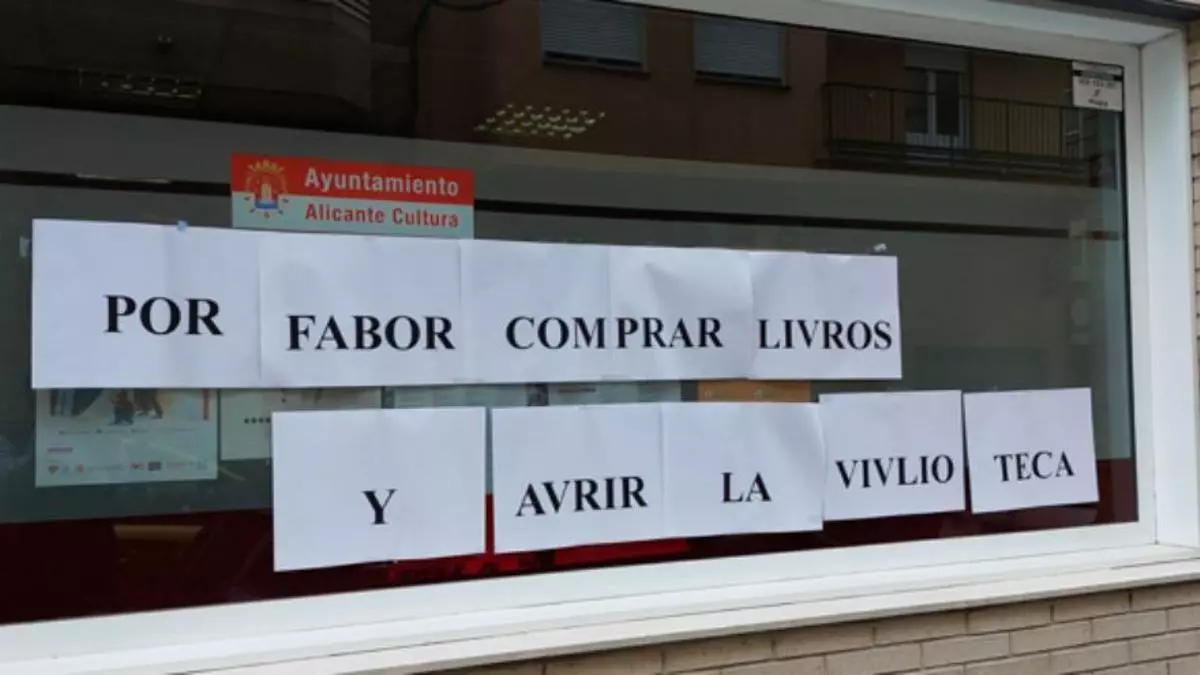 Ayuntamiento
Alicante Cultura
POR FABOR COMPRAR LIVROS
Y AVRIR LA VIVLIO TECA